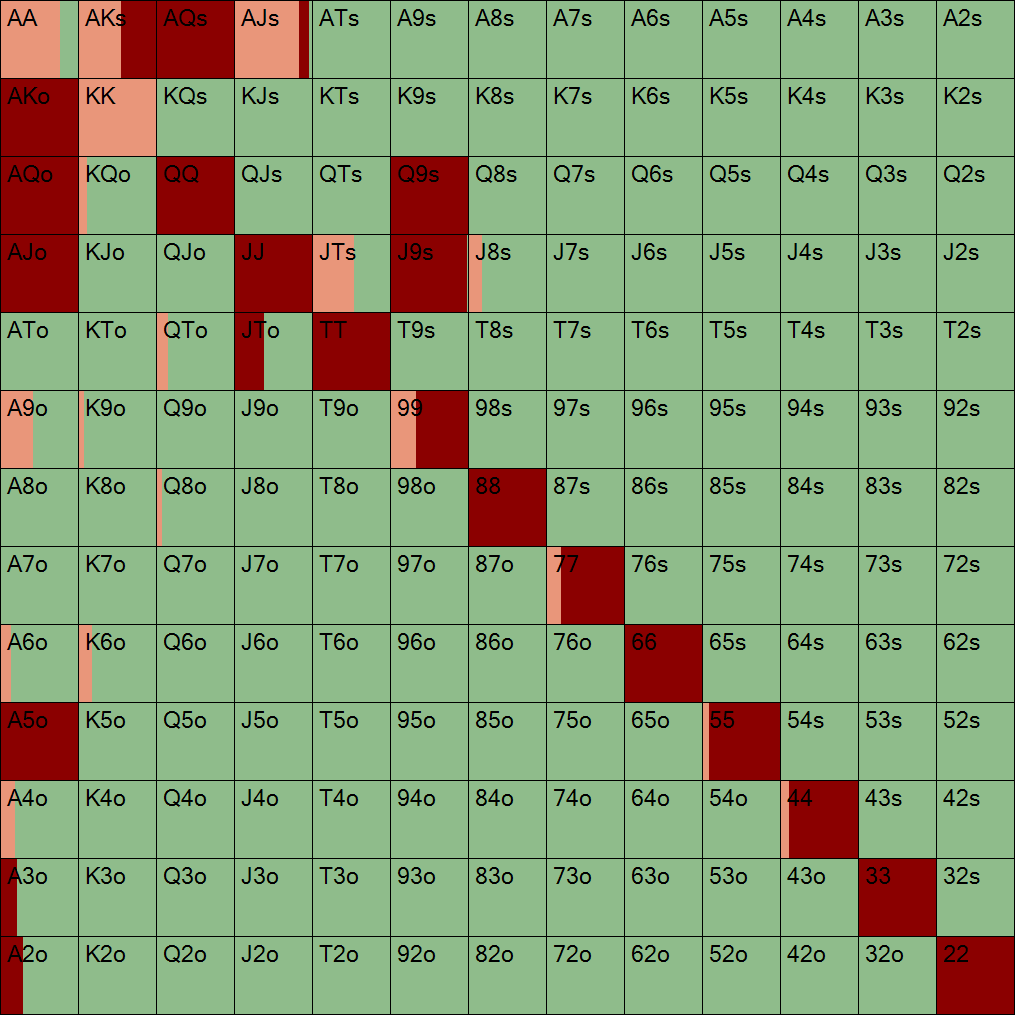 AA AKs AQs AJs ATs A9s A8s A7s A6s A5s A4s A3s A2s
AKo KK KQs KJs KTs K9s K8s K7s K6s K5s K4s K3s K2s
AQo KQo QQ QJs QTs Q9s Q8s Q7s Q6s Q5s Q4s Q3s Q2s
AJo KJo QJo JJ JTs J9s J8s J7s J6s J5s J4s J3s J2s
ATo KTo QTo JTo TT T9s T8s T7s T6s T5s T4s T3s T2s
A9o K9o Q9o J9o T9o 99 98s 97s 96s 95s 94s 93s 92s
A8o K8o Q8o J8o T8o 98o 88 87s 86s 85s 84s 83s 82s
A7o K7o Q7o J7o T7o 97o 87o 77 76s 75s 74s 73s 72s
A6o K6o Q6o J6o T6o 96o 86o 76o 66 65s 64s 63s 62s
A5o K5o Q5o J5o T5o 95o 85o 75o 65o 55 54s 53s 52s
A4o K4o Q4o J4o T4o 94o 84o 74o 64o 54o 44 43s 42s
A3o K3o Q3o J3o T3o 93o 83o 73o 63o 53o 43o 33 32s
A2o K2o Q2o J2o T2o 92o 82o 72o 62o 52o 42o 32o 22